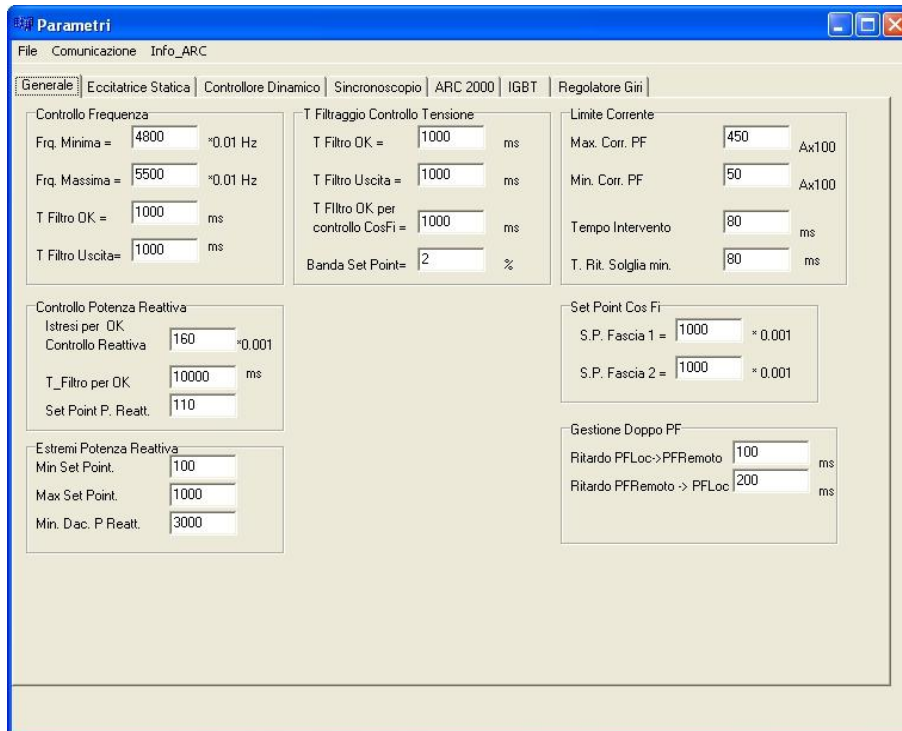 Parametri
File Comunicazione Info_ARC
Generale Eccitatrice Statica Controllore Dinamico Sincronoscopio ARC 2000 IGBT Regolatore Giri
Controllo Frequenza
Frq. Minima = 4800 *0.01 Hz
Frq. Massima = 5500 *0.01 Hz
T Filtro OK = 1000 ms
T Filtro Uscita= 1000 ms
T Filtraggio Controllo Tensione
T Filtro OK = 1000 ms
T Filtro Uscita = 1000 ms
T FIltro OK per
controllo CosFi = 1000 ms
Banda Set Point= 2 %
Limite Corrente
Max. Corr. PF 450 Ax100
Min. Corr. PF 50 Ax100
Tempo Intervento 80 ms
T. Rit. Solglia min. 80 ms
Controllo Potenza Reattiva
Istresi per OK
Controllo Reattiva 160 *0.001
T_Filtro per OK 10000 ms
Set Point P. Reatt. 110
Set Point Cos Fi
S.P. Fascia 1 = 1000 * 0.001
S.P. Fascia 2 = 1000 * 0.001
Estremi Potenza Reattiva
Min Set Point. 100
Max Set Point. 1000
Min. Dac. P Reatt. 3000
Gestione Doppo PF
Ritardo PFLoc->PFRemoto 100 ms
Ritardo PFRemoto -> PFLoc 200 ms